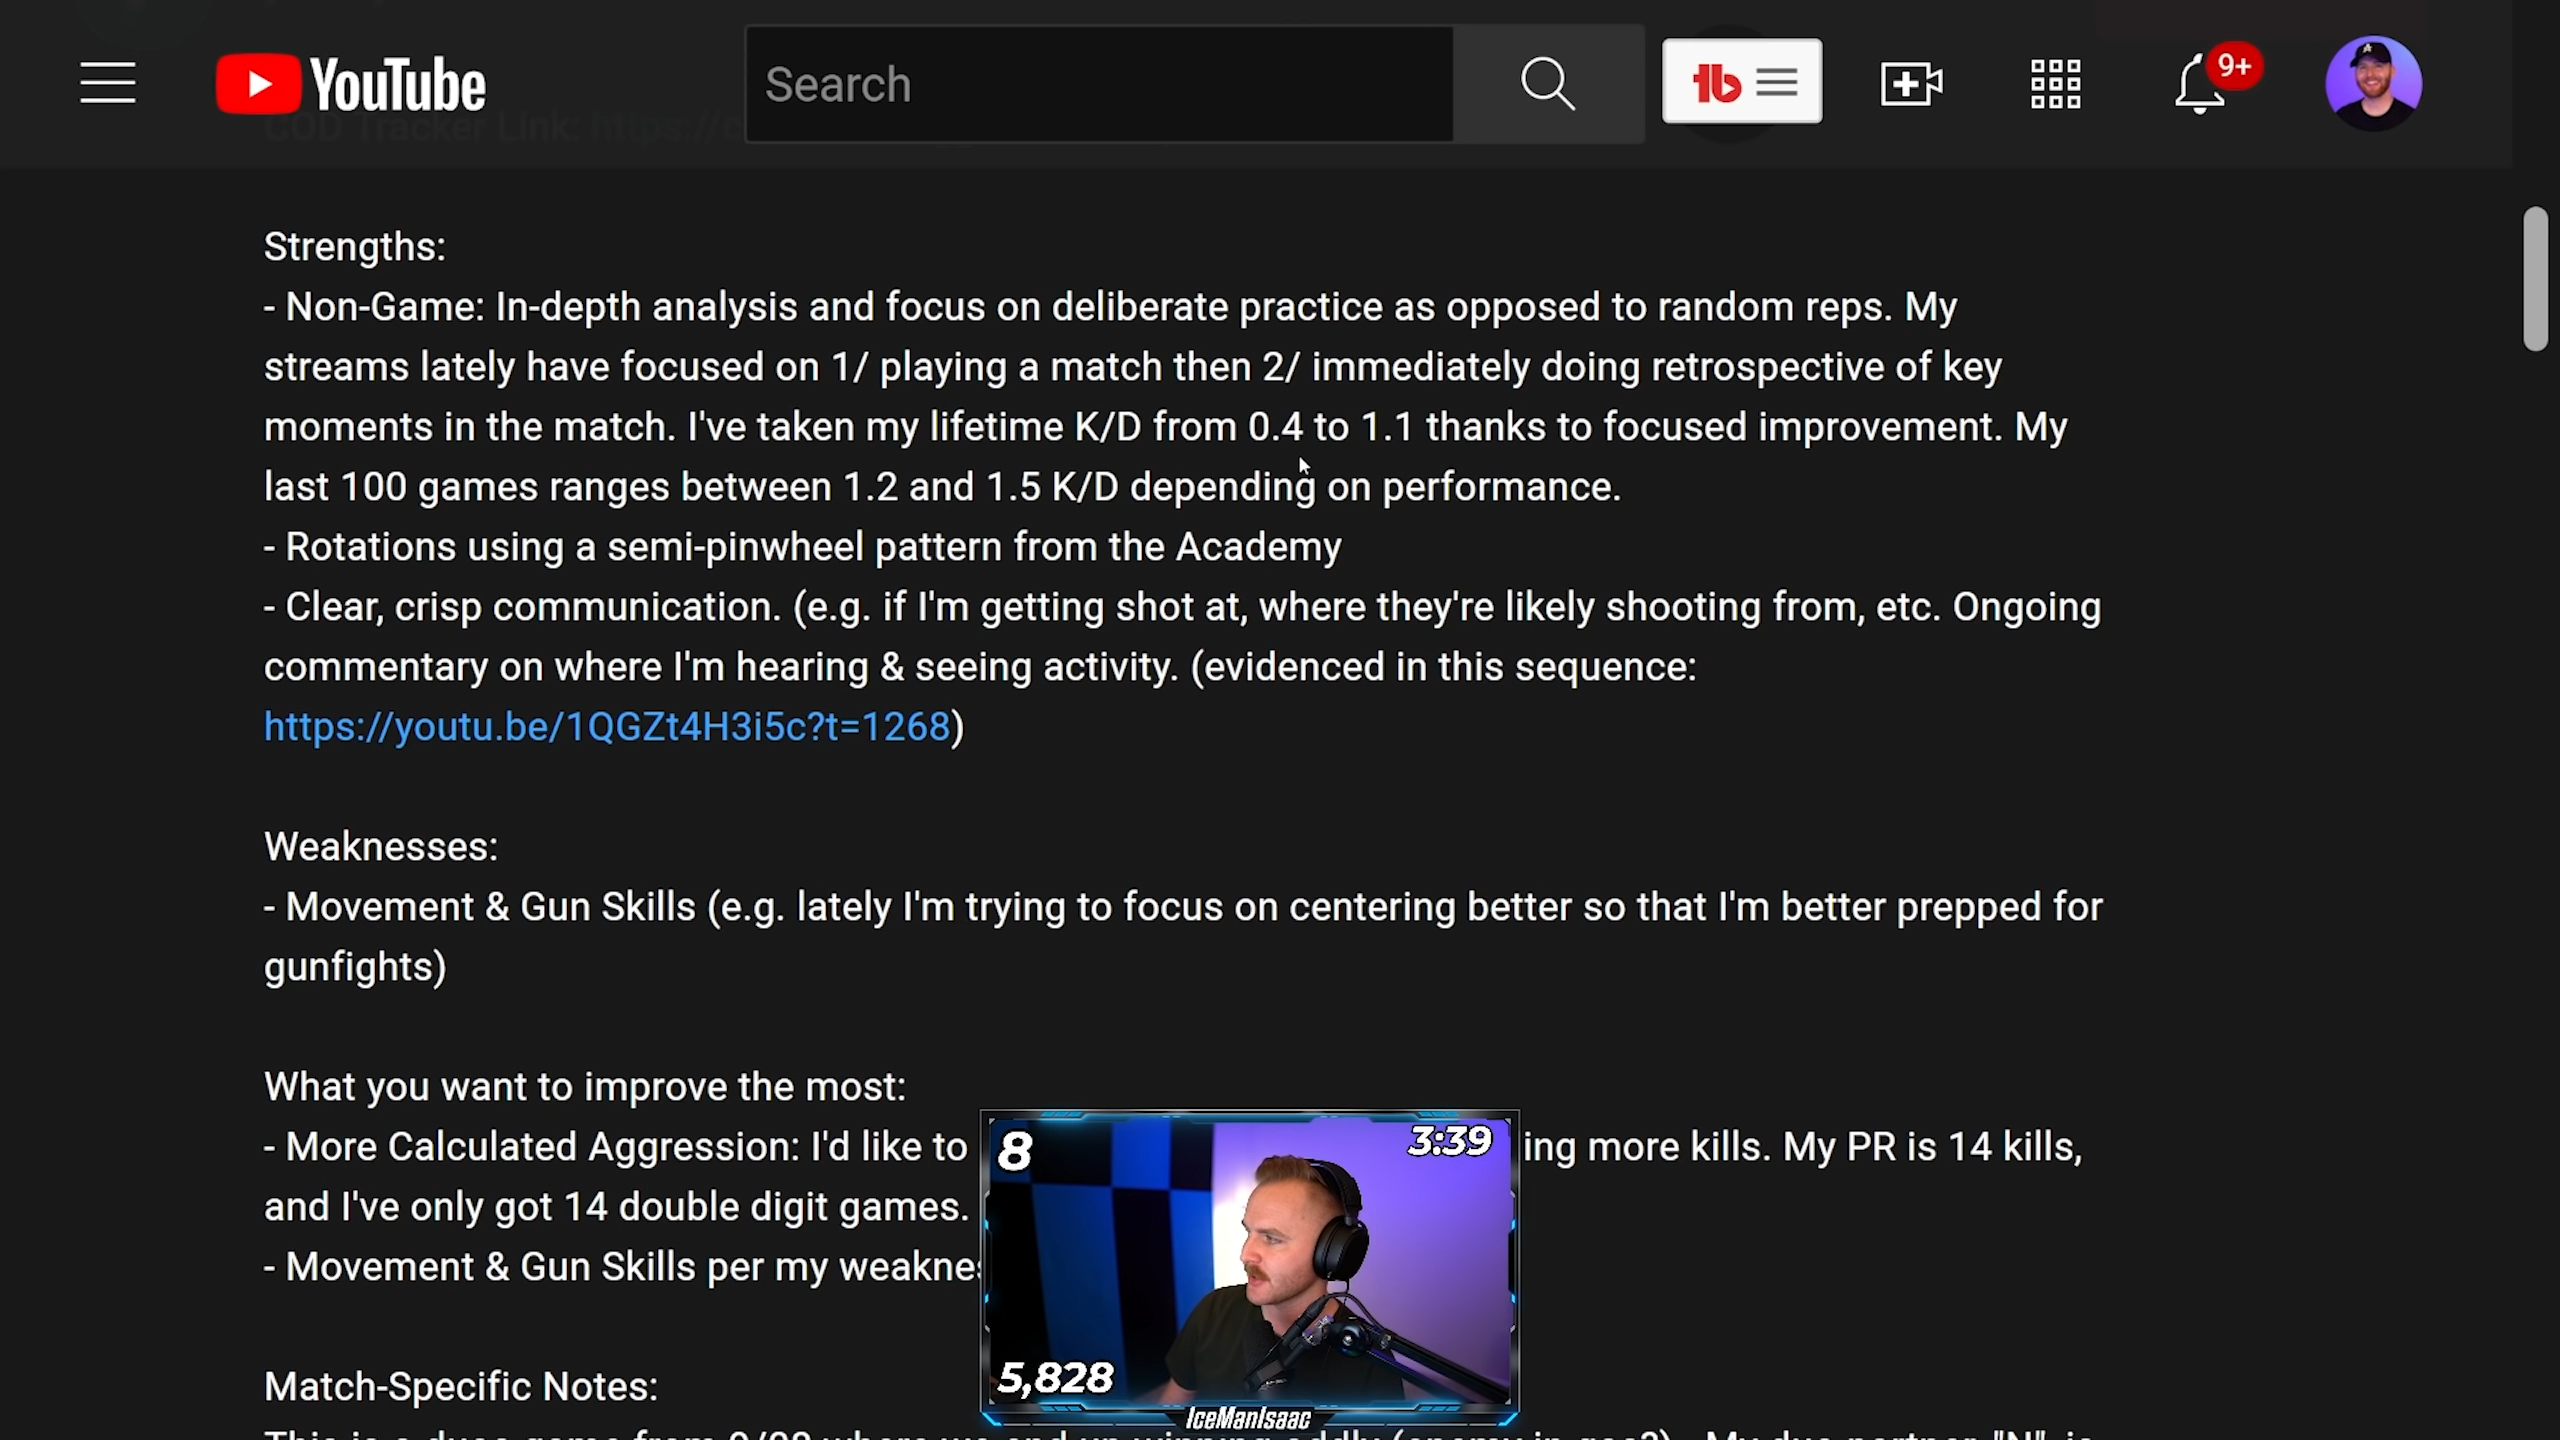 YouTube
Search
9+
COD Tracker Link: https://c
Strengths:
- Non-Game: In-depth analysis and focus on deliberate practice as opposed to random reps. My
streams lately have focused on 1/ playing a match then 2/ immediately doing retrospective of key
moments in the match. I've taken my lifetime K/D from 0.4 to 1.1 thanks to focused improvement. My
last 100 games ranges between 1.2 and 1.5 K/D depending on performance.
- Rotations using a semi-pinwheel pattern from the Academy
- Clear, crisp communication. (e.g. if I'm getting shot at, where they're likely shooting from, etc. Ongoing
commentary on where I'm hearing & seeing activity. (evidenced in this sequence:
https://youtu.be/1QGZt4H3i5c?t=1268)
Weaknesses:
- Movement & Gun Skills (e.g. lately I'm trying to focus on centering better so that I'm better prepped for
gunfights)
What you want to improve the most:
- More Calculated Aggression: I'd like to ing more kills. My PR is 14 kills,
and I've only got 14 double digit games.
- Movement & Gun Skills per my weaknes
8
3:39
5,828
IceManIsaac
Match-Specific Notes: